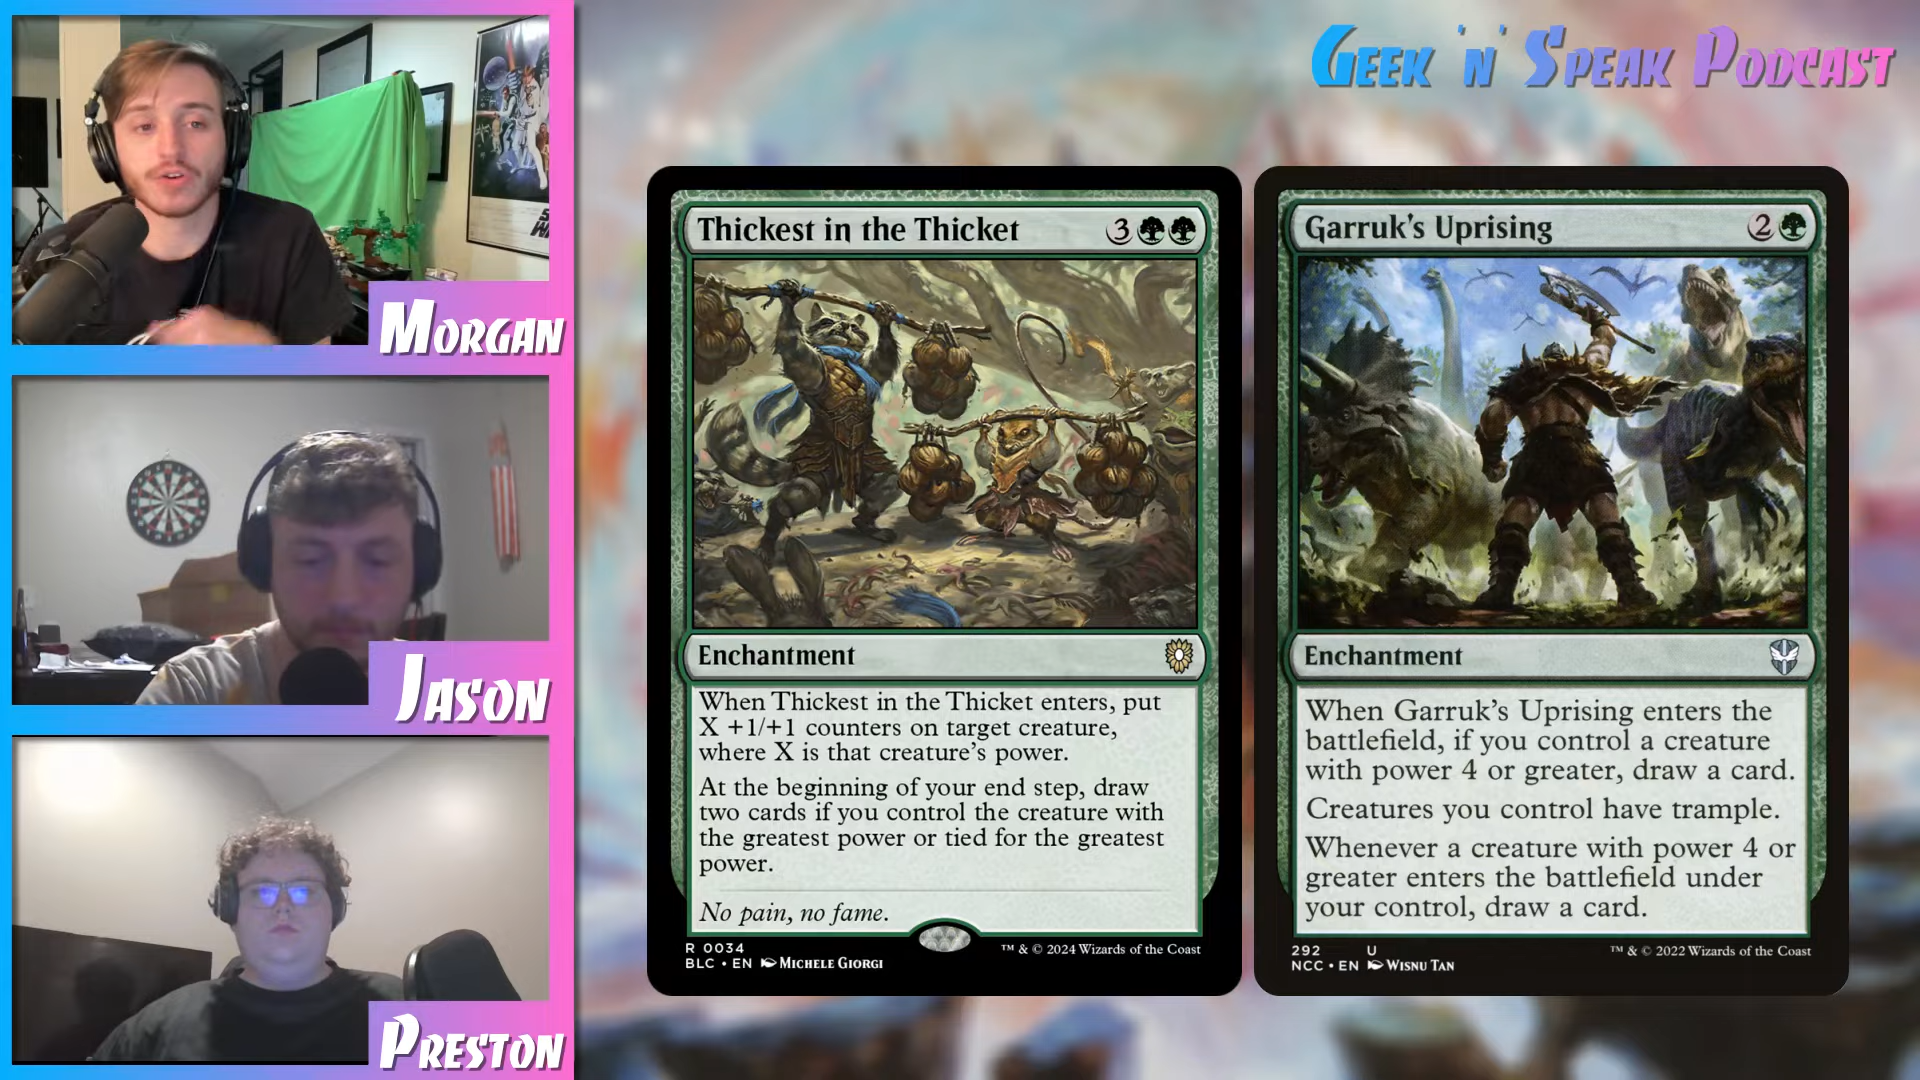 GEEK 'N' SPEAK PODCAST
MORGAN
JASON
PRESTON
Thickest in the Thicket 3
Enchantment
When Thickest in the Thicket enters, put
X +1/+1 counters on target creature,
where X is that creature's power.
At the beginning of your end step, draw
two cards if you control the creature with
the greatest power or tied for the greatest
power.
No pain, no fame.
R 0034
BLC • EN MICHELE GIORGI
™ & © 2024 Wizards of the Coast
Garruk's Uprising 2
Enchantment
When Garruk's Uprising enters the
battlefield, if you control a creature
with power 4 or greater, draw a card.
Creatures you control have trample.
Whenever a creature with power 4 or
greater enters the battlefield under
your control, draw a card.
292 U
NCC • EN WISNU TAN
™ & © 2022 Wizards of the Coast